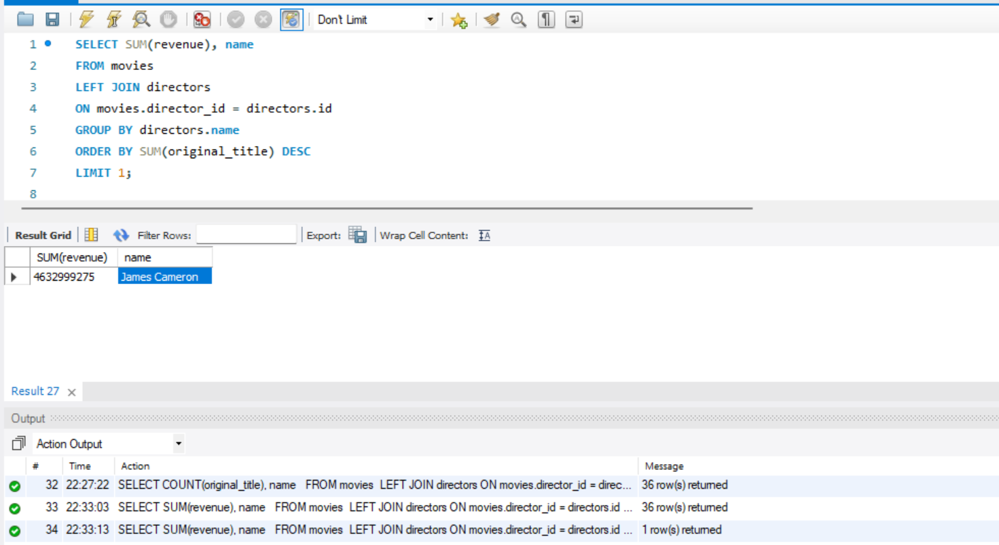 Don't Limit
1 SELECT SUM(revenue), name
2 FROM movies
3 LEFT JOIN directors
4 ON movies.director_id = directors.id
5 GROUP BY directors.name
6 ORDER BY SUM(original_title) DESC
7 LIMIT 1;
8
Result Grid Filter Rows: Export: Wrap Cell Content: IA
SUM(revenue) name
4632999275 James Cameron
Result 27 ×
Output
Action Output
# Time Action Message
32 22:27:22 SELECT COUNT(original_title), name FROM movies LEFT JOIN directors ON movies.director_id = direc... 36 row(s) returned
33 22:33:03 SELECT SUM(revenue), name FROM movies LEFT JOIN directors ON movies.director_id = directors.id ... 36 row(s) returned
34 22:33:13 SELECT SUM(revenue), name FROM movies LEFT JOIN directors ON movies.director_id = directors.id ... 1 row(s) returned